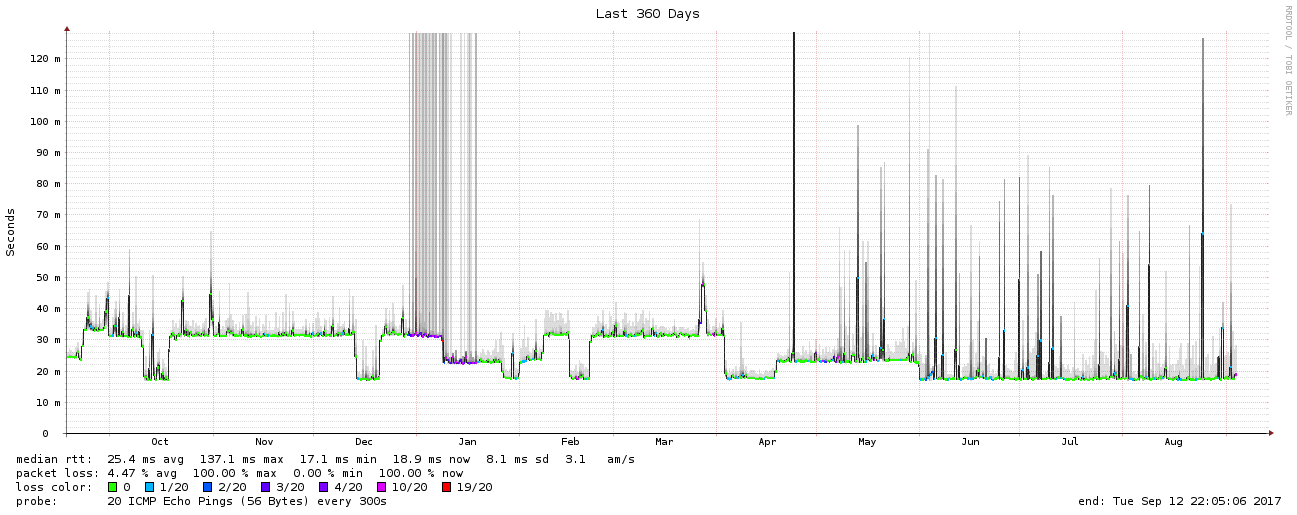 Last 360 Days
RRDTOOL / TOBI OETIKER
Seconds
120 m
110 m
100 m
90 m
80 m
70 m
60 m
50 m
40 m
30 m
20 m
10 m
0
Oct Nov Dec Jan Feb Mar Apr May Jun Jul Aug
median rtt: 25.4 ms avg 137.1 ms max 17.1 ms min 18.9 ms now 8.1 ms sd 3.1 am/s
packet loss: 4.47 % avg 100.00 % max 0.00 % min 100.00 % now
loss color: 0 1/20 2/20 3/20 4/20 10/20 19/20
probe: 20 ICMP Echo Pings (56 Bytes) every 300s
end: Tue Sep 12 22:05:06 2017